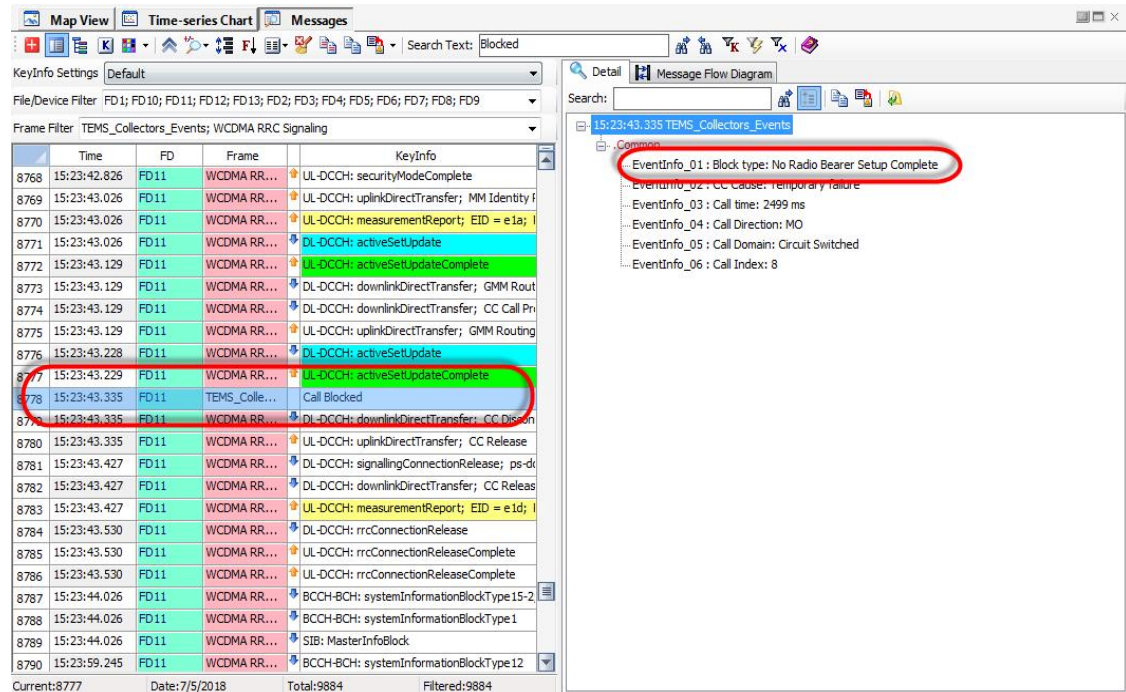 Map View Time-series Chart Messages
Search Text: Blocked
KeyInfo Settings Default
File/Device Filter FD1; FD10; FD11; FD12; FD13; FD2; FD3; FD4; FD5; FD6; FD7; FD8; FD9
Frame Filter TEMS_Collectors_Events; WCDMA RRC Signaling
Time FD Frame KeyInfo
8768 15:23:42.826 FD11 WCDMA RR... UL-DCCH: securityModeComplete
8769 15:23:43.026 FD11 WCDMA RR... UL-DCCH: uplinkDirectTransfer; MM Identity
8770 15:23:43.026 FD11 WCDMA RR... UL-DCCH: measurementReport; EID = e1a;
8771 15:23:43.026 FD11 WCDMA RR... DL-DCCH: activeSetUpdate
8772 15:23:43.129 FD11 WCDMA RR... UL-DCCH: activeSetUpdateComplete
8773 15:23:43.129 FD11 WCDMA RR... DL-DCCH: downlinkDirectTransfer; GMM Rout
8774 15:23:43.129 FD11 WCDMA RR... DL-DCCH: downlinkDirectTransfer; CC Call Pr
8775 15:23:43.129 FD11 WCDMA RR... UL-DCCH: uplinkDirectTransfer; GMM Routing
8776 15:23:43.228 FD11 WCDMA RR... DL-DCCH: activeSetUpdate
8777 15:23:43.229 FD11 WCDMA RR... UL-DCCH: activeSetUpdateComplete
8778 15:23:43.335 FD11 TEMS_Colle... Call Blocked
8779 15:23:43.335 FD11 WCDMA RR... DL-DCCH: downlinkDirectTransfer; CC Discon
8780 15:23:43.335 FD11 WCDMA RR... UL-DCCH: uplinkDirectTransfer; CC Release
8781 15:23:43.427 FD11 WCDMA RR... DL-DCCH: signallingConnectionRelease; ps-do
8782 15:23:43.427 FD11 WCDMA RR... DL-DCCH: downlinkDirectTransfer; CC Releas
8783 15:23:43.427 FD11 WCDMA RR... UL-DCCH: measurementReport; EID = e1d;
8784 15:23:43.530 FD11 WCDMA RR... DL-DCCH: rrcConnectionRelease
8785 15:23:43.530 FD11 WCDMA RR... UL-DCCH: rrcConnectionReleaseComplete
8786 15:23:43.530 FD11 WCDMA RR... UL-DCCH: rrcConnectionReleaseComplete
8787 15:23:44.026 FD11 WCDMA RR... BCCH-BCH: systemInformationBlockType15-2
8788 15:23:44.026 FD11 WCDMA RR... BCCH-BCH: systemInformationBlockType1
8789 15:23:44.026 FD11 WCDMA RR... SIB: MasterInfoBlock
8790 15:23:59.245 FD11 WCDMA RR... BCCH-BCH: systemInformationBlockType12
Current:8777 Date:7/5/2018 Total:9884 Filtered:9884
Detail Message Flow Diagram
Search:
15:23:43.335 TEMS_Collectors_Events
.Common
EventInfo_01 : Block type: No Radio Bearer Setup Complete
EventInfo_02 : CC Cause: Temporary failure
EventInfo_03 : Call time: 2499 ms
EventInfo_04 : Call Direction: MO
EventInfo_05 : Call Domain: Circuit Switched
EventInfo_06 : Call Index: 8